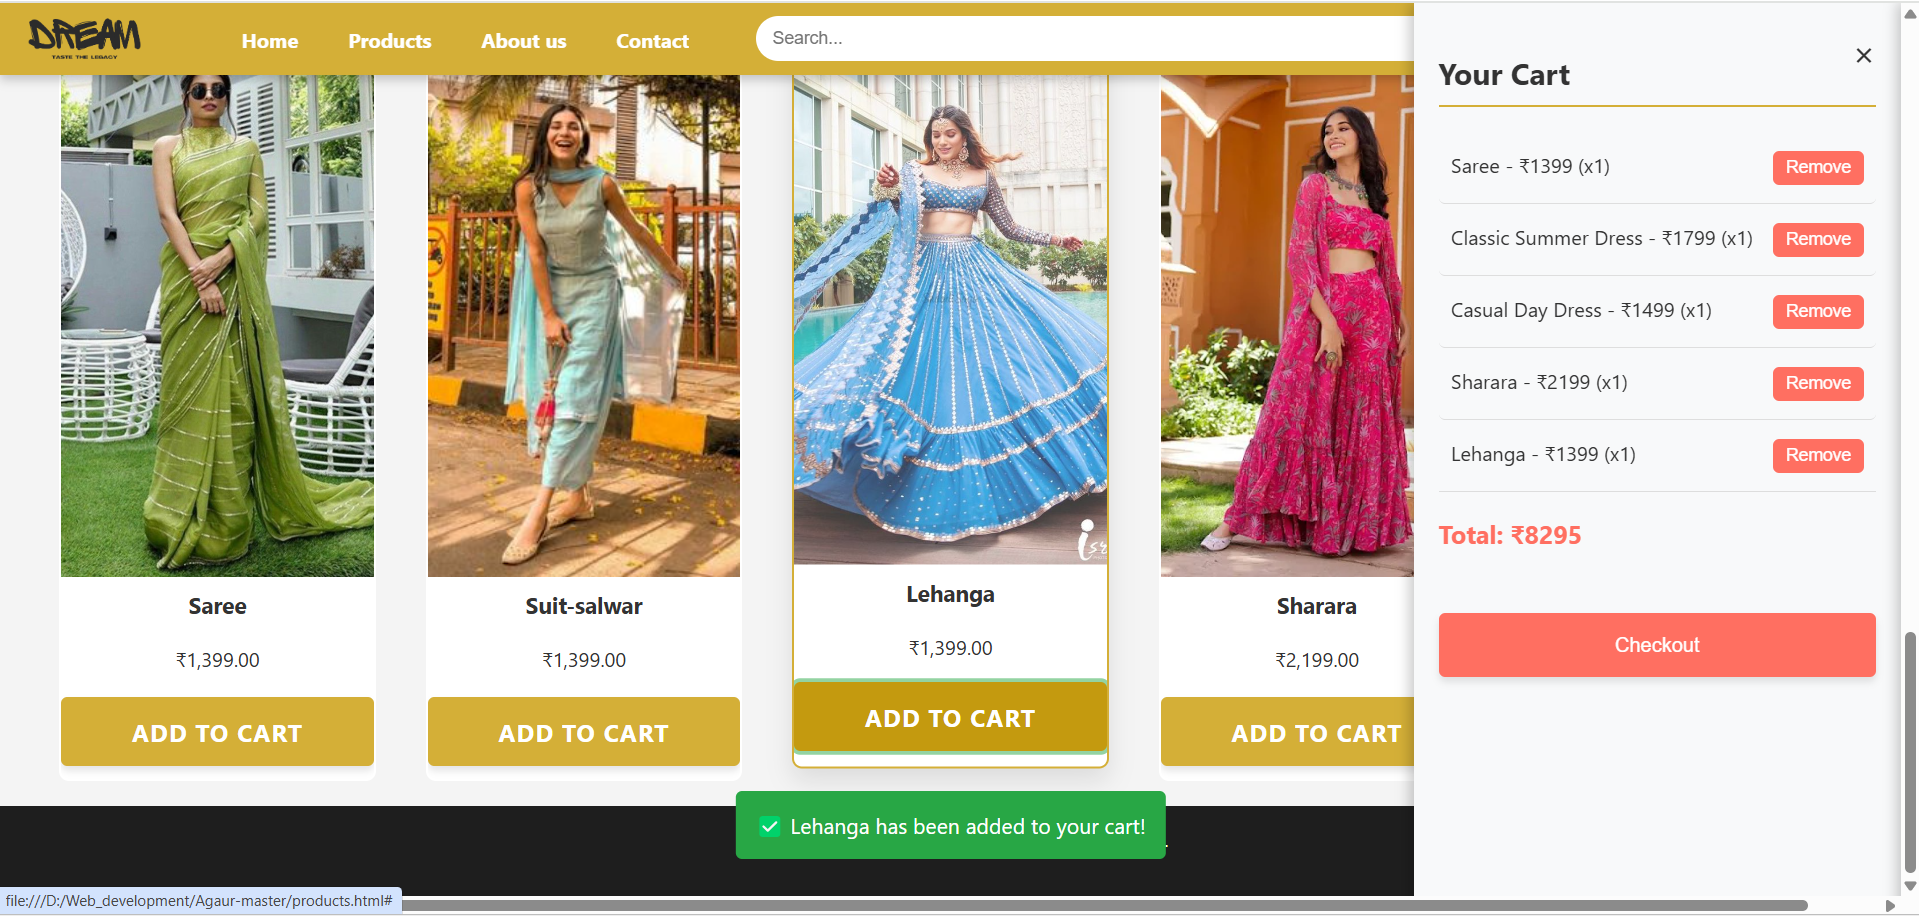 DREAM
TASTE THE LEGACY
Home
Products
About us
Contact
Search...
Saree
₹1,399.00
ADD TO CART
Suit-salwar
₹1,399.00
ADD TO CART
Lehanga
₹1,399.00
ADD TO CART
Sharara
₹2,199.00
ADD TO CART
Your Cart
Saree - ₹1399 (x1)
Remove
Classic Summer Dress - ₹1799 (x1)
Remove
Casual Day Dress - ₹1499 (x1)
Remove
Sharara - ₹2199 (x1)
Remove
Lehanga - ₹1399 (x1)
Remove
Total: ₹8295
Checkout
Lehanga has been added to your cart!
file:///D:/Web_development/Agaur-master/products.html#